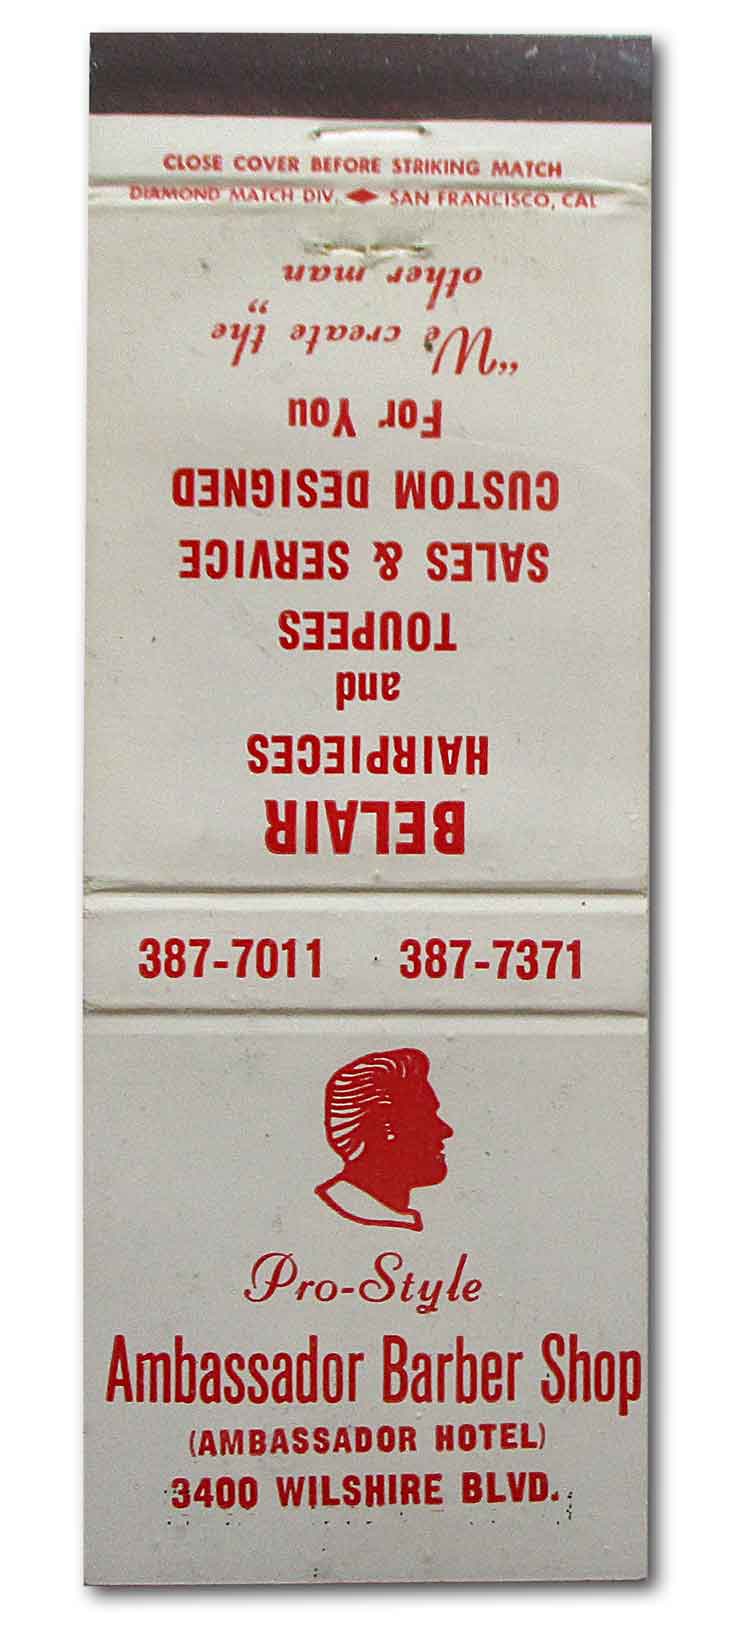 CLOSE COVER BEFORE STRIKING MATCH
DIAMOND MATCH DIV. ♦ SAN FRANCISCO, CAL
BELAIR
HAIRPIECES
and
TOUPEES
SALES & SERVICE
CUSTOM DESIGNED
For You
"We create the
other man"
387-7011 387-7371
Pro-Style
Ambassador Barber Shop
(AMBASSADOR HOTEL)
3400 WILSHIRE BLVD.